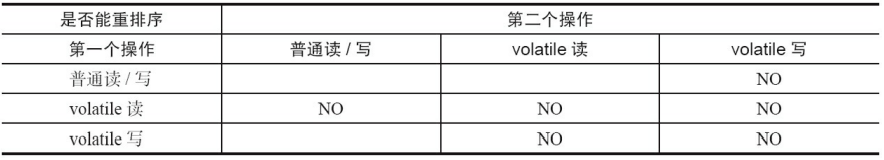 是否能重排序 第二个操作
第一个操作 普通读 / 写 volatile 读 volatile 写
普通读 / 写 NO
volatile 读 NO NO NO
volatile 写 NO NO